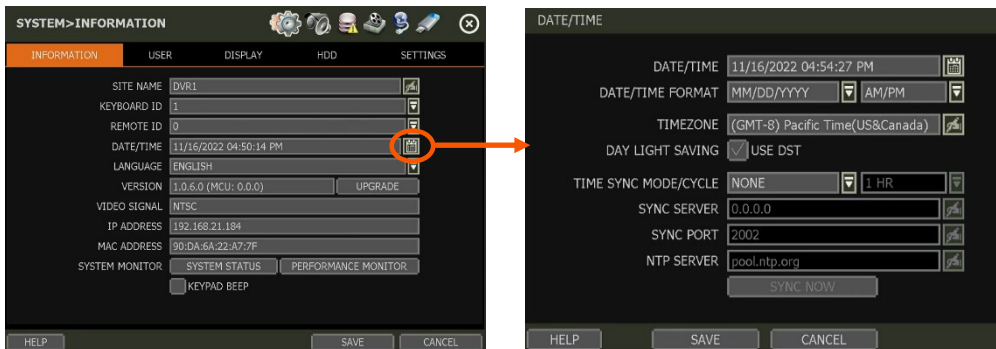 SYSTEM>INFORMATION
INFORMATION USER DISPLAY HDD SETTINGS
SITE NAME DVR1
KEYBOARD ID 1
REMOTE ID 0
DATE/TIME 11/16/2022 04:50:14 PM
LANGUAGE ENGLISH
VERSION 1.0.6.0 (MCU: 0.0.0) UPGRADE
VIDEO SIGNAL NTSC
IP ADDRESS 192.168.21.184
MAC ADDRESS 90:DA:6A:22:A7:7F
SYSTEM MONITOR SYSTEM STATUS PERFORMANCE MONITOR
KEYPAD BEEP
HELP SAVE CANCEL
DATE/TIME
DATE/TIME 11/16/2022 04:54:27 PM
DATE/TIME FORMAT MM/DD/YYYY AM/PM
TIMEZONE (GMT-8) Pacific Time(US&Canada)
DAY LIGHT SAVING USE DST
TIME SYNC MODE/CYCLE NONE 1 HR
SYNC SERVER 0.0.0.0
SYNC PORT 2002
NTP SERVER pool.ntp.org
SYNC NOW
HELP SAVE CANCEL